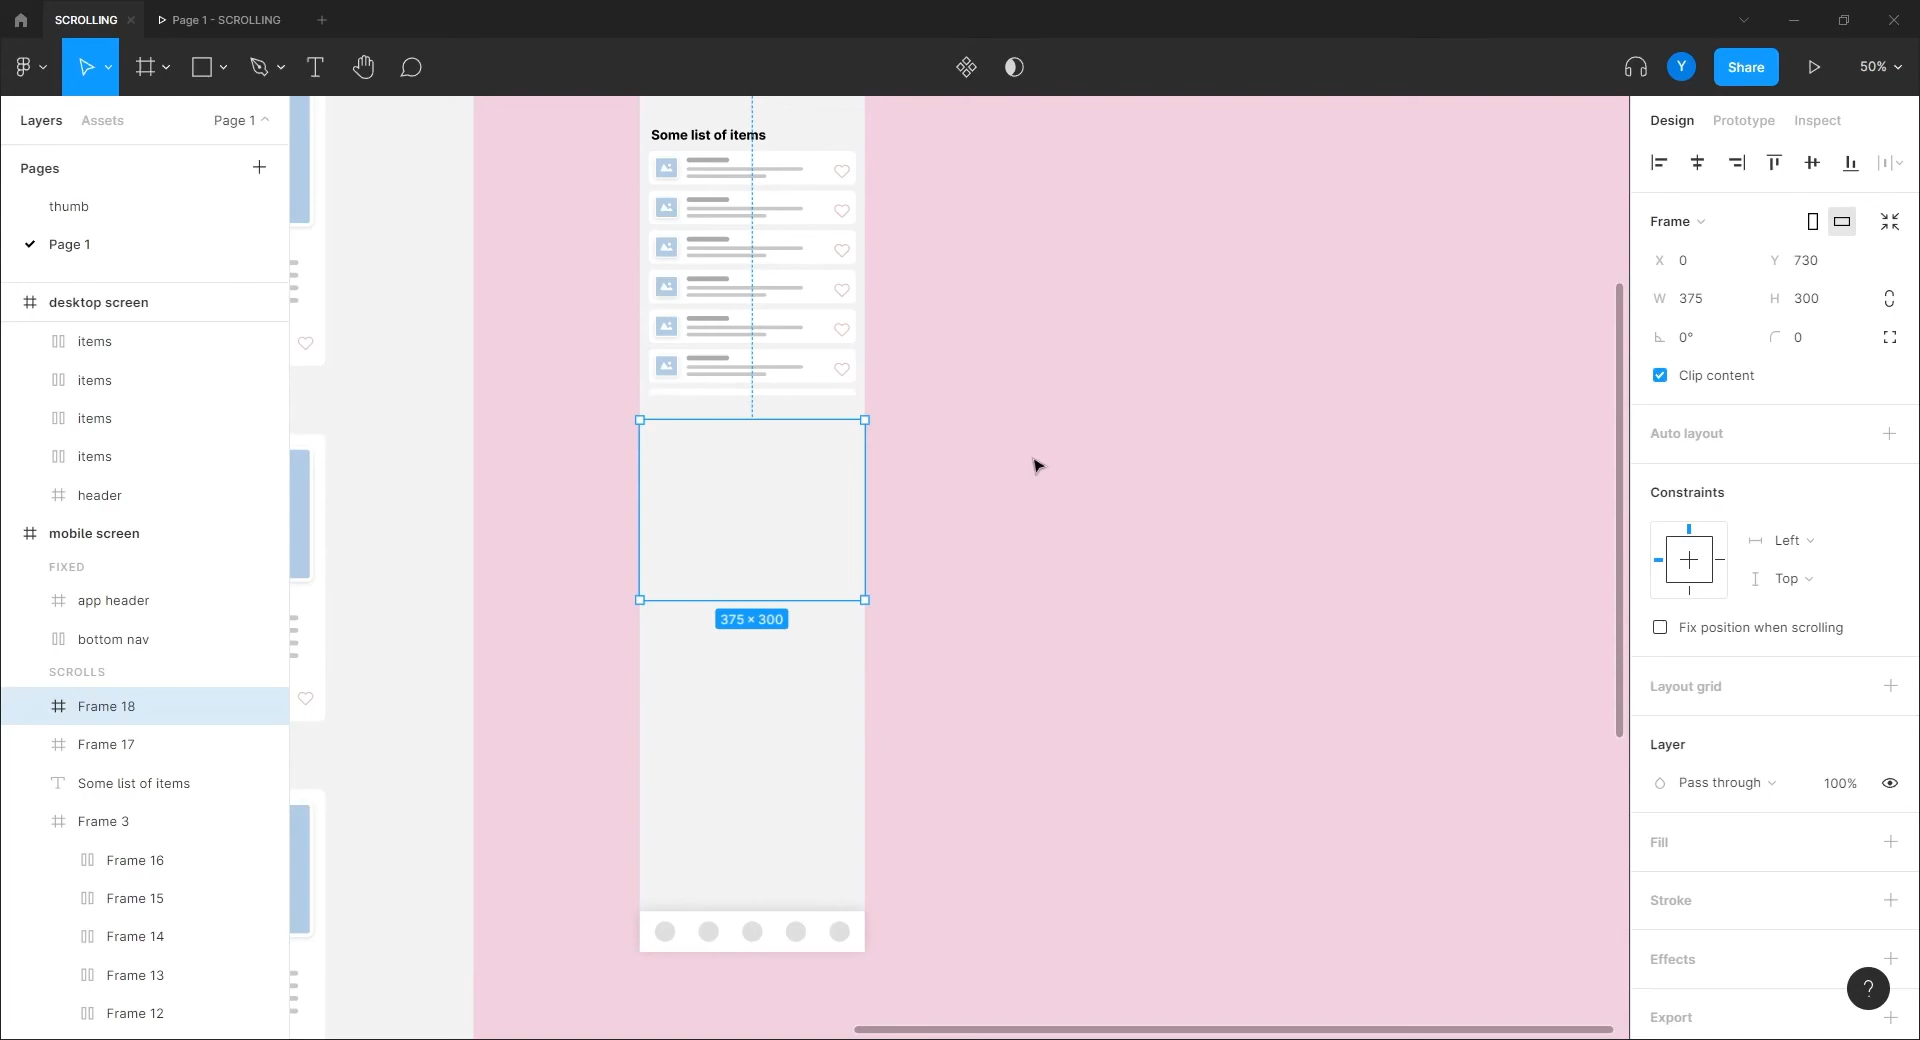 SCROLLING
Page 1 - SCROLLING
Share
50%
Y
Layers
Assets
Page 1
Pages
thumb
Page 1
desktop screen
items
items
items
items
header
mobile screen
FIXED
app header
bottom nav
SCROLLS
Frame 18
Frame 17
Some list of items
Frame 3
Frame 16
Frame 15
Frame 14
Frame 13
Frame 12
Some list of items
375 × 300
Design
Prototype
Inspect
Frame
X 0
Y 730
W 375
H 300
0°
0
Clip content
Auto layout
Constraints
Left
Top
Fix position when scrolling
Layout grid
Layer
Pass through
100%
Fill
Stroke
Effects
?
Export